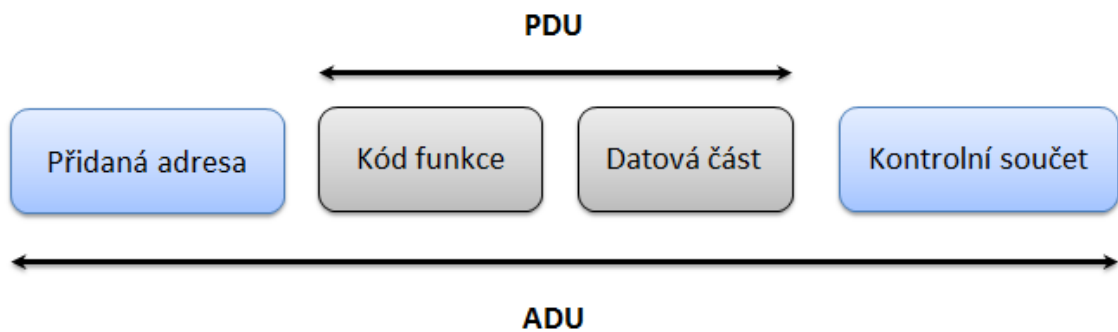 PDU
Přidaná adresa
Kód funkce
Datová část
Kontrolní součet
ADU